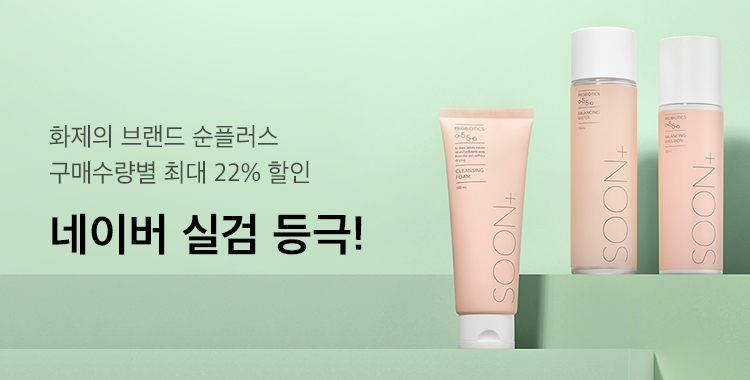 화제의 브랜드 순플러스
구매수량별 최대 22% 할인
네이버 실검 등극!
PROBIOTICS
CLEANSING
FOAM
SOON+
PROBIOTICS
BALANCING
WATER
SOON+
PROBIOTICS
BALANCING
EMULSION
SOON+